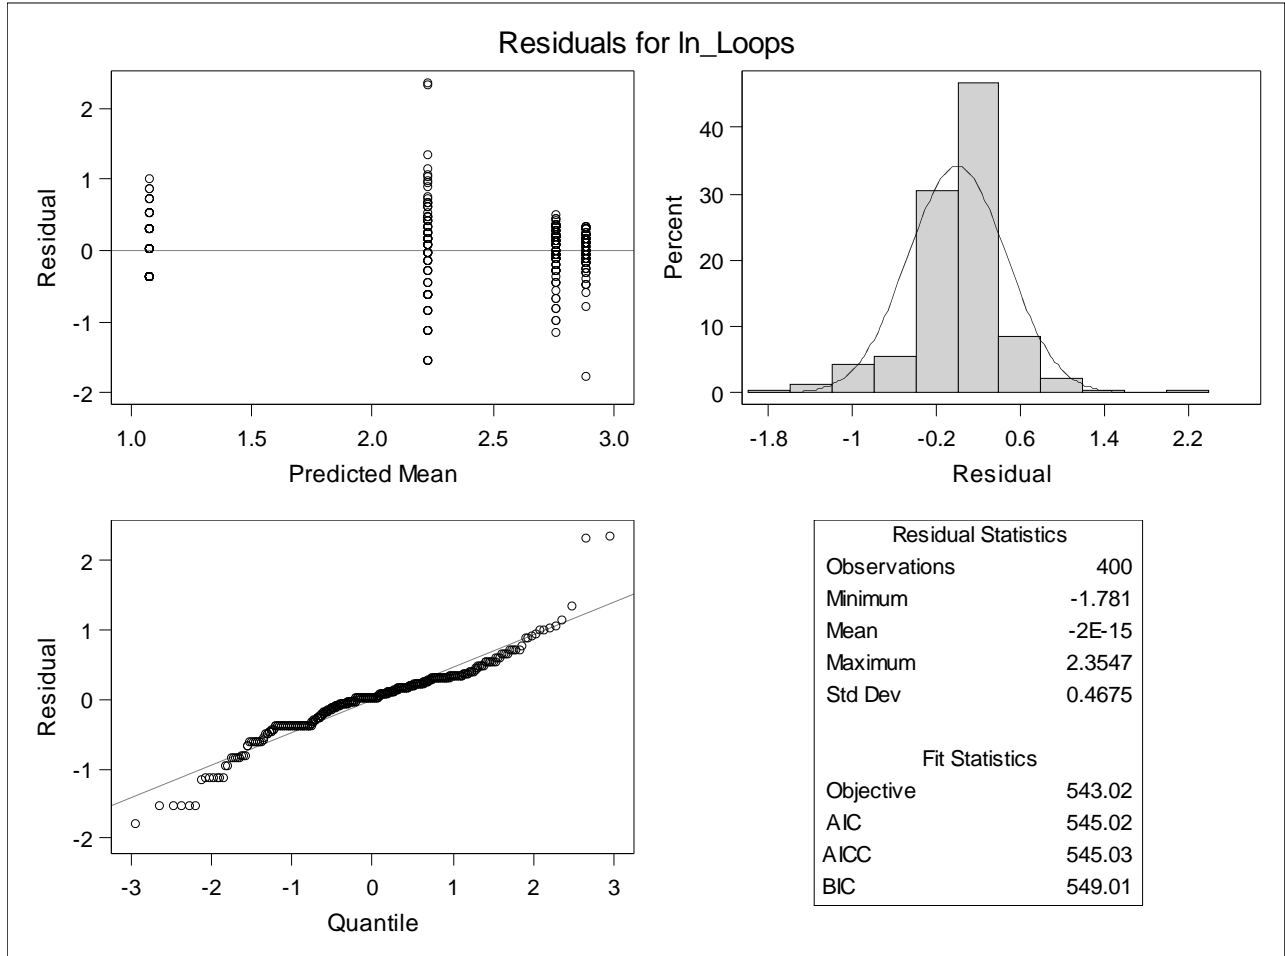 Residuals for ln_Loops
Residual
2
1
0
-1
-2
1.0 1.5 2.0 2.5 3.0
Predicted Mean
Percent
40
30
20
10
0
-1.8 -1 -0.2 0.6 1.4 2.2
Residual
Residual
2
1
0
-1
-2
-3 -2 -1 0 1 2 3
Quantile
Residual Statistics
Observations 400
Minimum -1.781
Mean -2E-15
Maximum 2.3547
Std Dev 0.4675
Fit Statistics
Objective 543.02
AIC 545.02
AICC 545.03
BIC 549.01